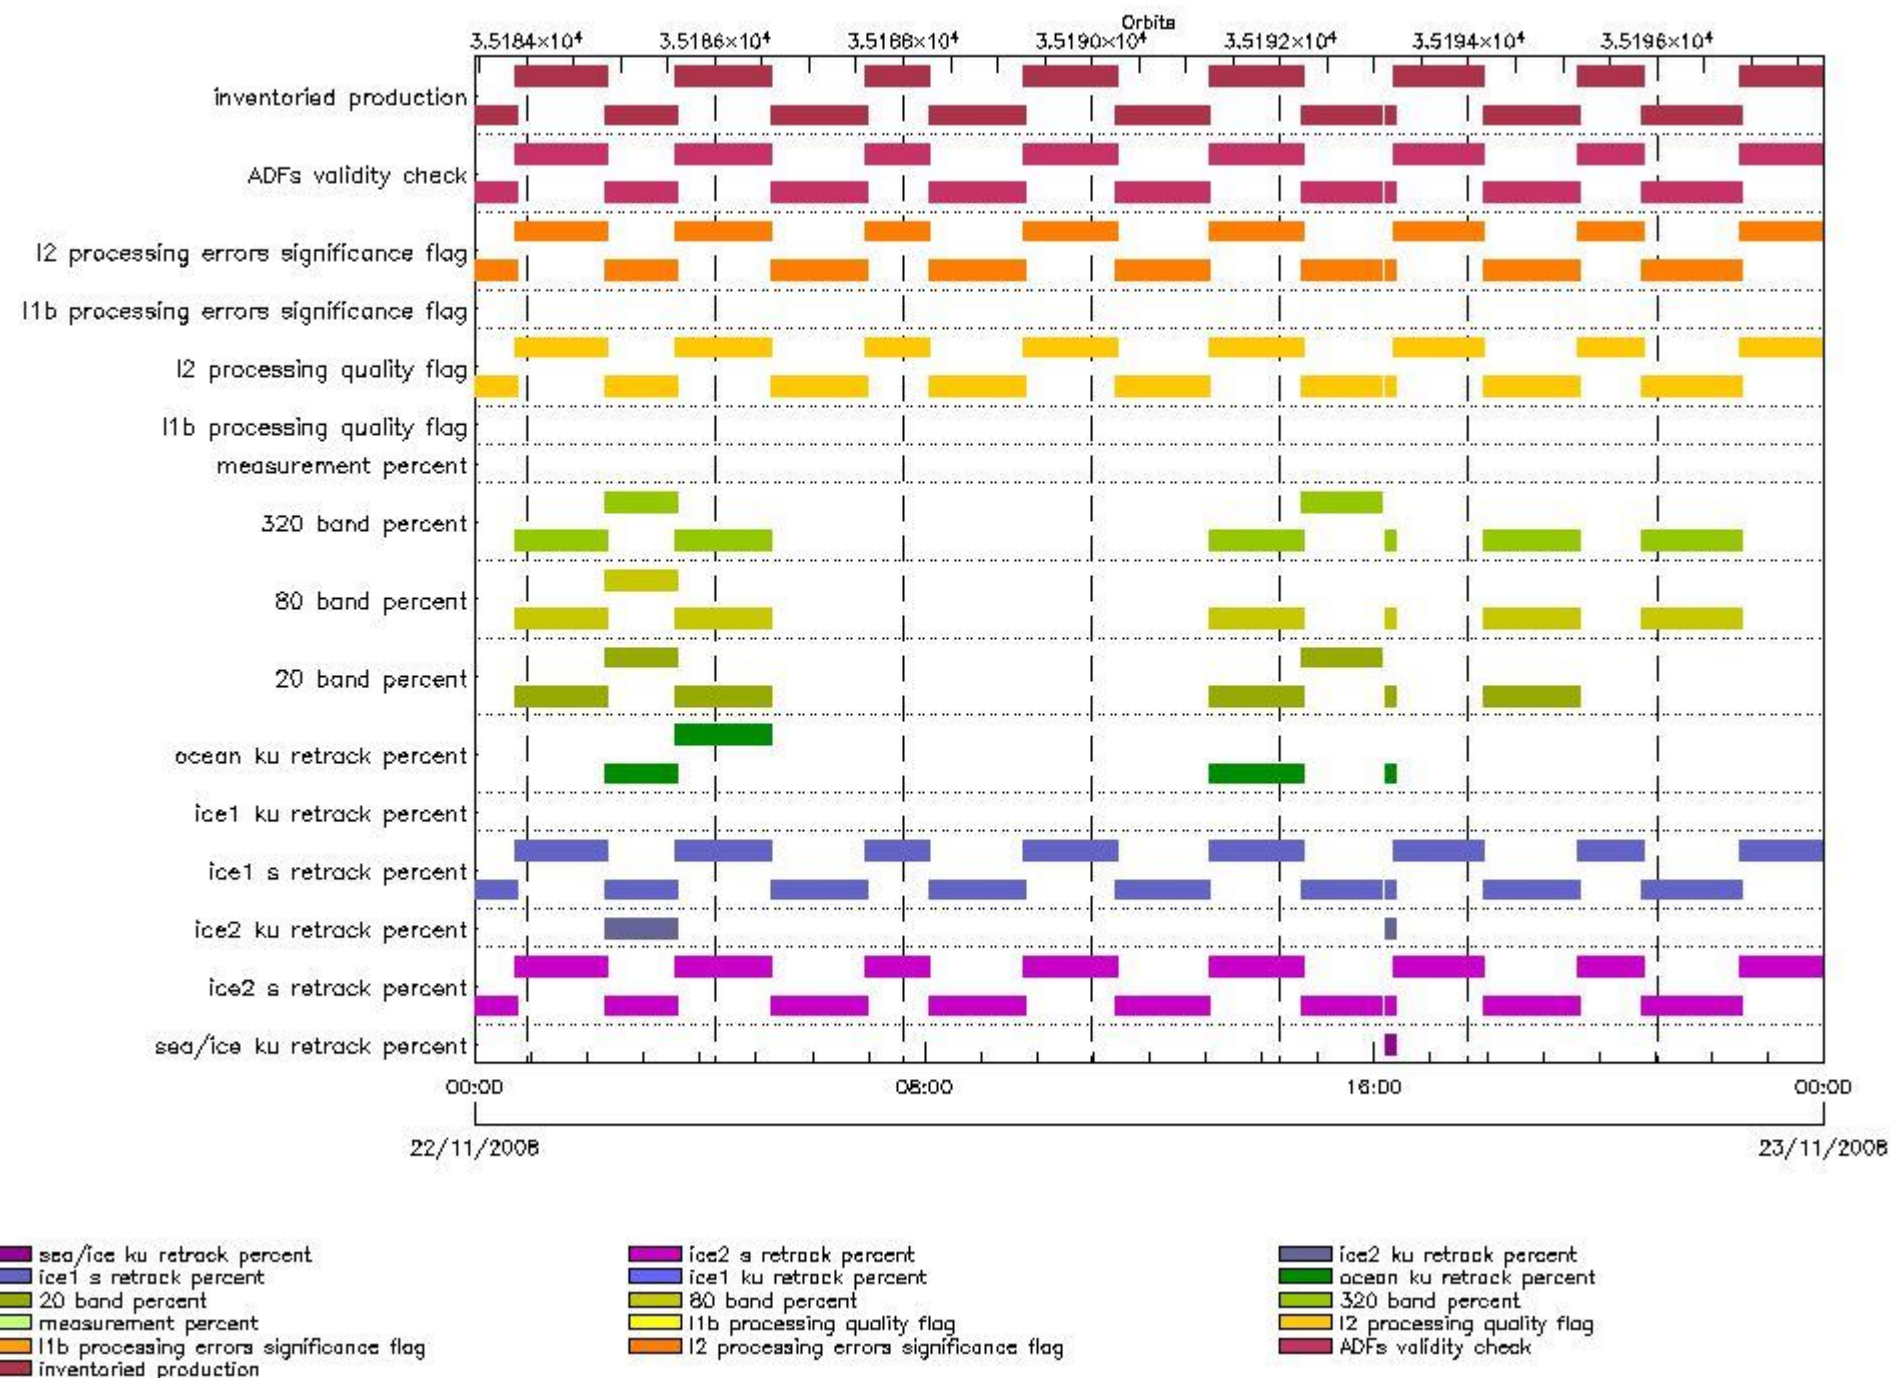 Orbits
3.5184×10⁴ 3.5186×10⁴ 3.5188×10⁴ 3.5190×10⁴ 3.5192×10⁴ 3.5194×10⁴ 3.5196×10⁴
inventoried production
ADFs validity check
l2 processing errors significance flag
l1b processing errors significance flag
l2 processing quality flag
l1b processing quality flag
measurement percent
320 band percent
80 band percent
20 band percent
ocean ku retrack percent
ice1 ku retrack percent
ice1 s retrack percent
ice2 ku retrack percent
ice2 s retrack percent
sea/ice ku retrack percent
00:00 08:00 16:00 00:00
22/11/2008 23/11/2008
sea/ice ku retrack percent ice2 s retrack percent ice2 ku retrack percent
ice1 s retrack percent ice1 ku retrack percent ocean ku retrack percent
20 band percent 80 band percent 320 band percent
measurement percent l1b processing quality flag l2 processing quality flag
l1b processing errors significance flag l2 processing errors significance flag ADFs validity check
inventoried production